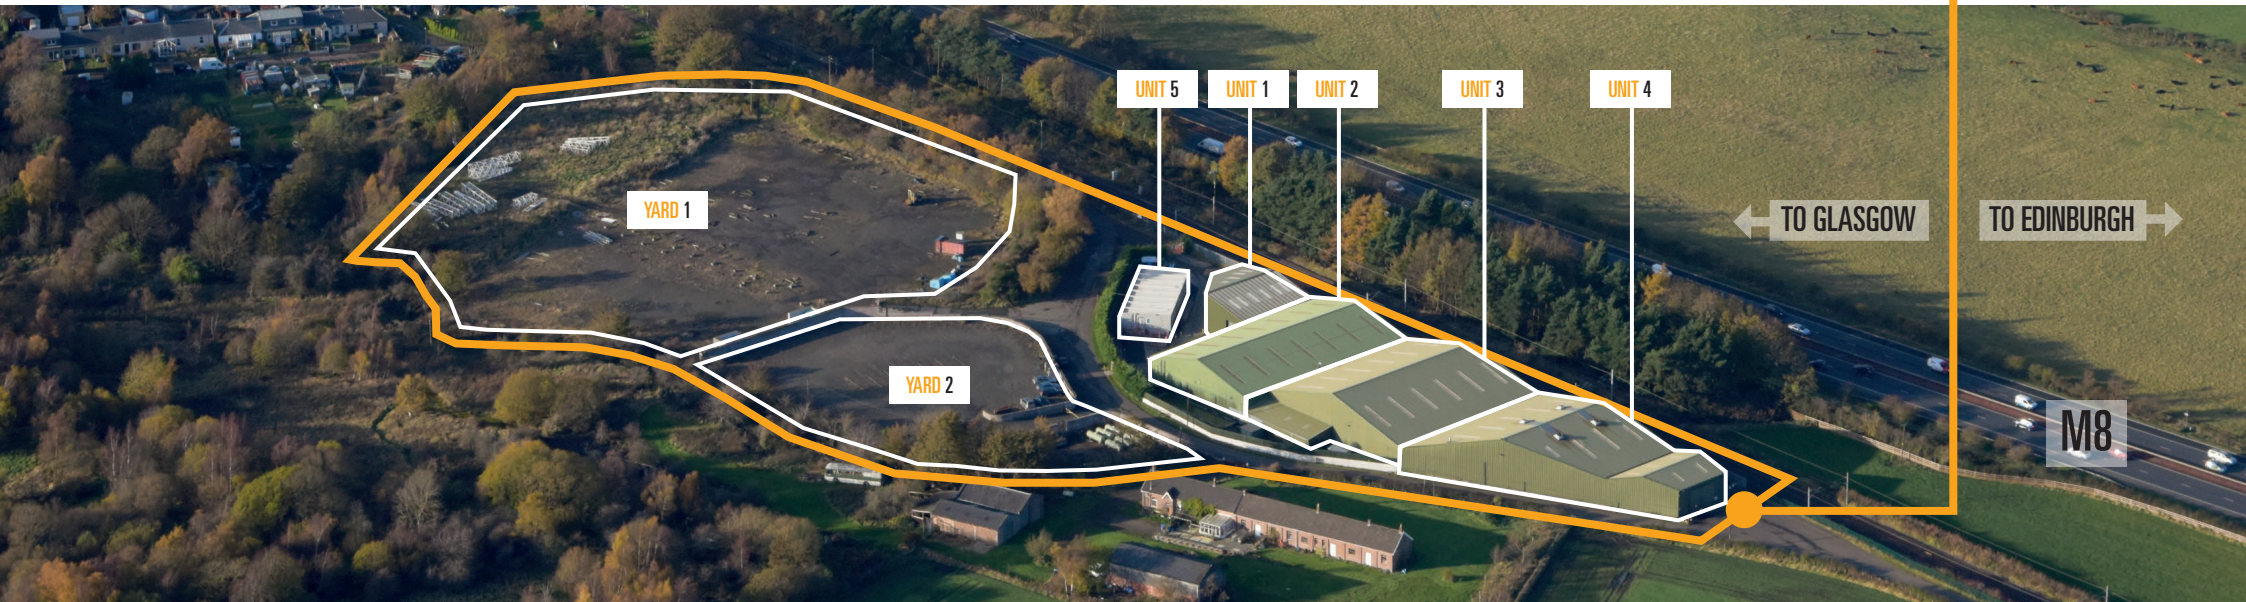 UNIT 5
UNIT 1
UNIT 2
UNIT 3
UNIT 4
YARD 1
TO GLASGOW
TO EDINBURGH
YARD 2
M8